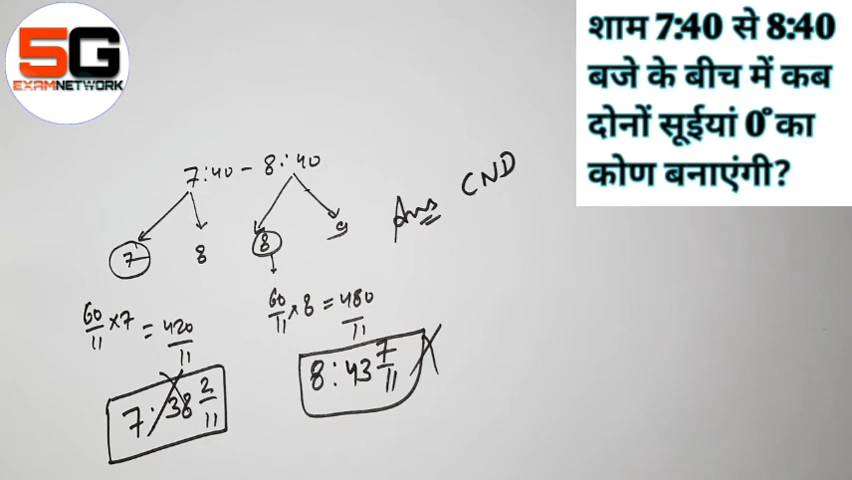 5G
EXAMNETWORK
शाम 7:40 से 8:40
बजे के बीच में कब
दोनों सूईयां 0° का
कोण बनाएंगी?
7:40 - 8:40
7 8 8 9
Ans CND
60/11 × 7 = 420/11
60/11 × 8 = 480/11
7:38 2/11
8:43 7/11